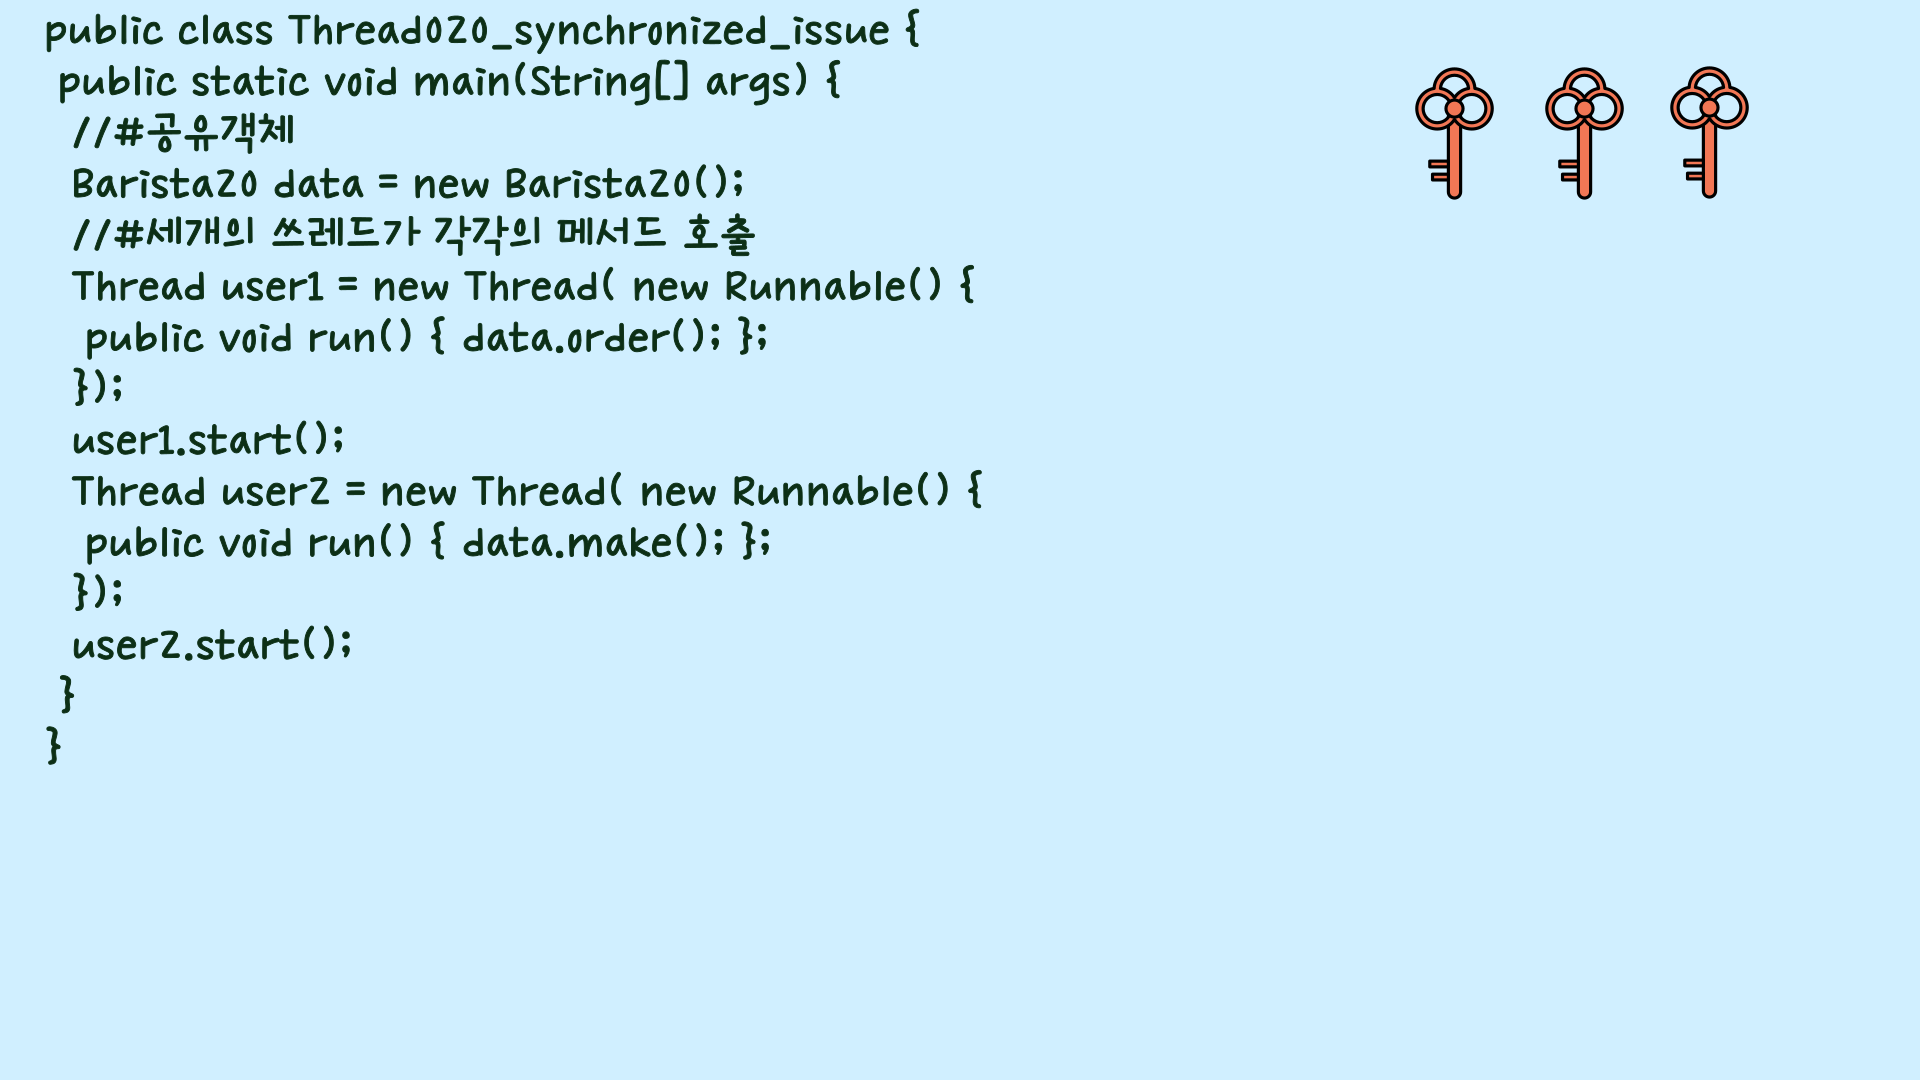 public class Thread020_synchronized_issue {
public static void main(String[] args) {
//#공유객체
Barista20 data = new Barista20();
//#세개의 쓰레드가 각각의 메서드 호출
Thread user1 = new Thread( new Runnable() {
public void run() { data.order(); };
});
user1.start();
Thread user2 = new Thread( new Runnable() {
public void run() { data.make(); };
});
user2.start();
}
}